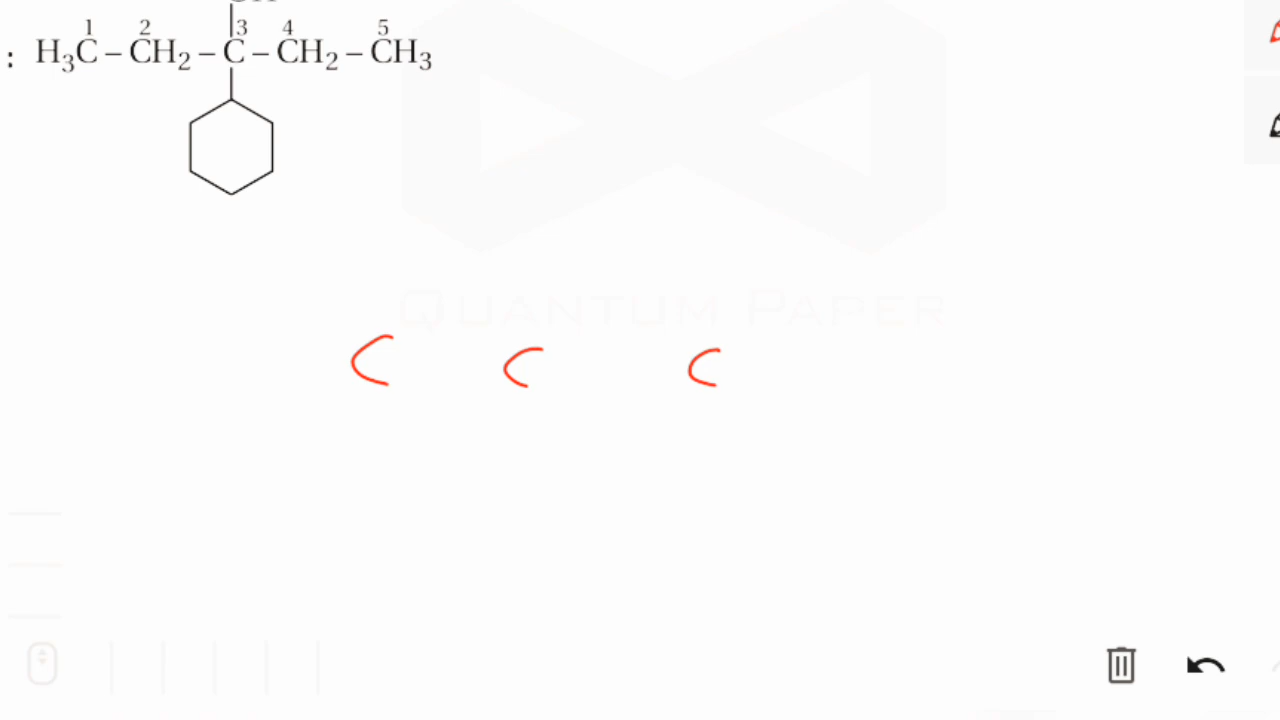 1 2 3 4 5
: H₃C – CH₂ – C – CH₂ – CH₃
QUANTUM PAPER
C C C